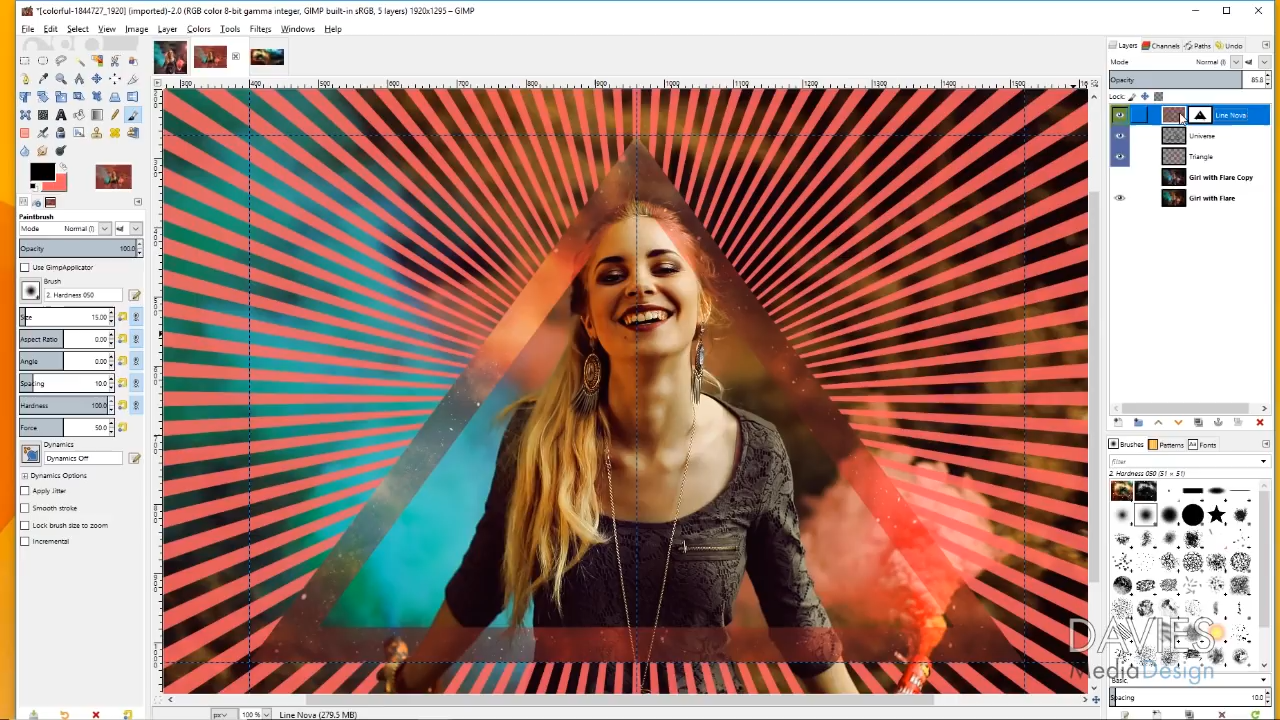 *[colorful-1844727_1920] (imported)-2.0 (RGB color 8-bit gamma integer, GIMP built-in sRGB, 5 layers) 1920x1295 – GIMP
File Edit Select View Image Layer Colors Tools Filters Windows Help
Layers Channels Paths Undo
Mode Normal (l)
Opacity 85.8
Lock:
Line Nova
Universe
Triangle
Girl with Flare Copy
Girl with Flare
Paintbrush
Mode Normal (l)
Opacity 100.0
Use GimpApplicator
Brush
2. Hardness 050
Size 15.00
Aspect Ratio 0.00
Angle 0.00
Spacing 10.0
Hardness 100.0
Force 50.0
Dynamics
Dynamics Off
Dynamics Options
Apply Jitter
Smooth stroke
Lock brush size to zoom
Incremental
Brushes Patterns Fonts
filter
2. Hardness 050 (51 × 51)
Basic
Spacing 10.0
DAVIES
MediaDesign
px 100 % Line Nova (279.5 MB)